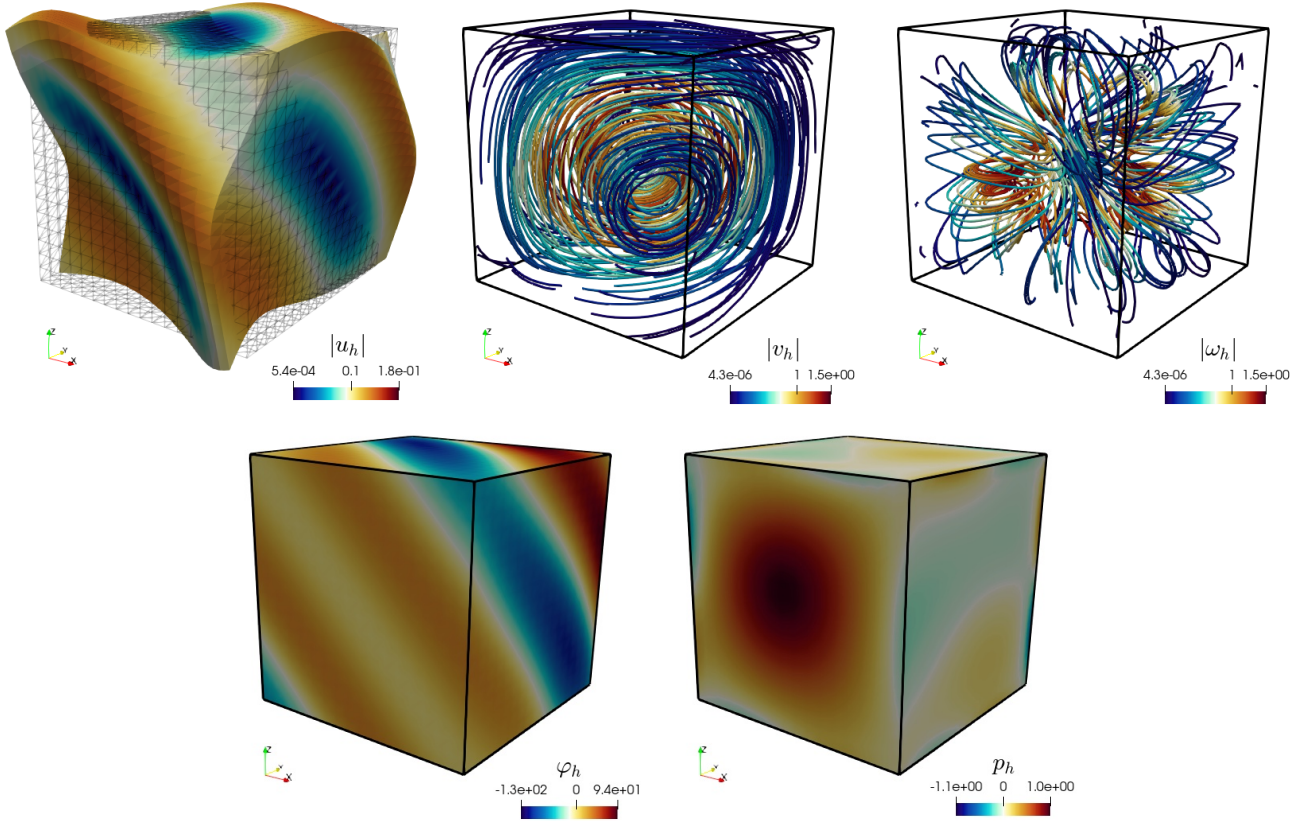 Z
Y
X
|u_h|
5.4e-04 0.1 1.8e-01
Z
Y
X
|v_h|
4.3e-06 1 1.5e+00
Z
Y
X
|ω_h|
4.3e-06 1 1.5e+00
Z
Y
X
φ_h
-1.3e+02 0 9.4e+01
Z
Y
X
p_h
-1.1e+00 0 1.0e+00